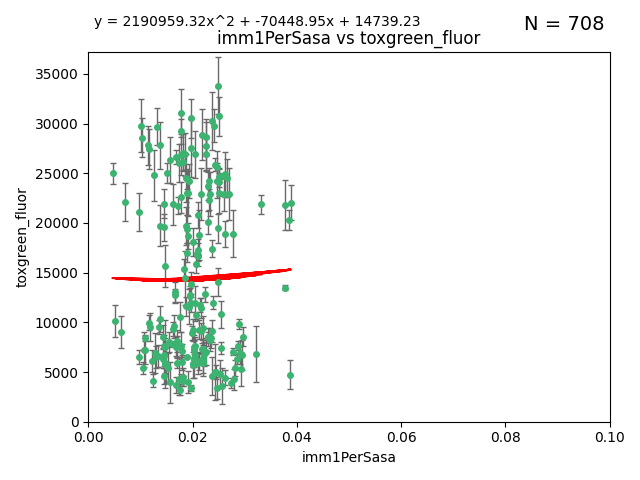 y = 2190959.32x^2 + -70448.95x + 14739.23
N = 708
imm1PerSasa vs toxgreen_fluor
35000
30000
25000
20000
15000
10000
5000
0
toxgreen_fluor
0.00 0.02 0.04 0.06 0.08 0.10
imm1PerSasa